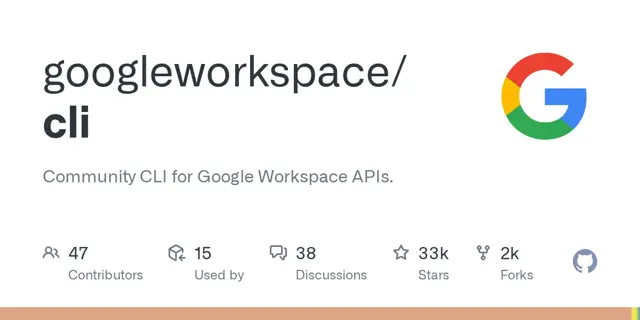 googleworkspace/
cli
Community CLI for Google Workspace APIs.
47 15 38 33k 2k
Contributors Used by Discussions Stars Forks